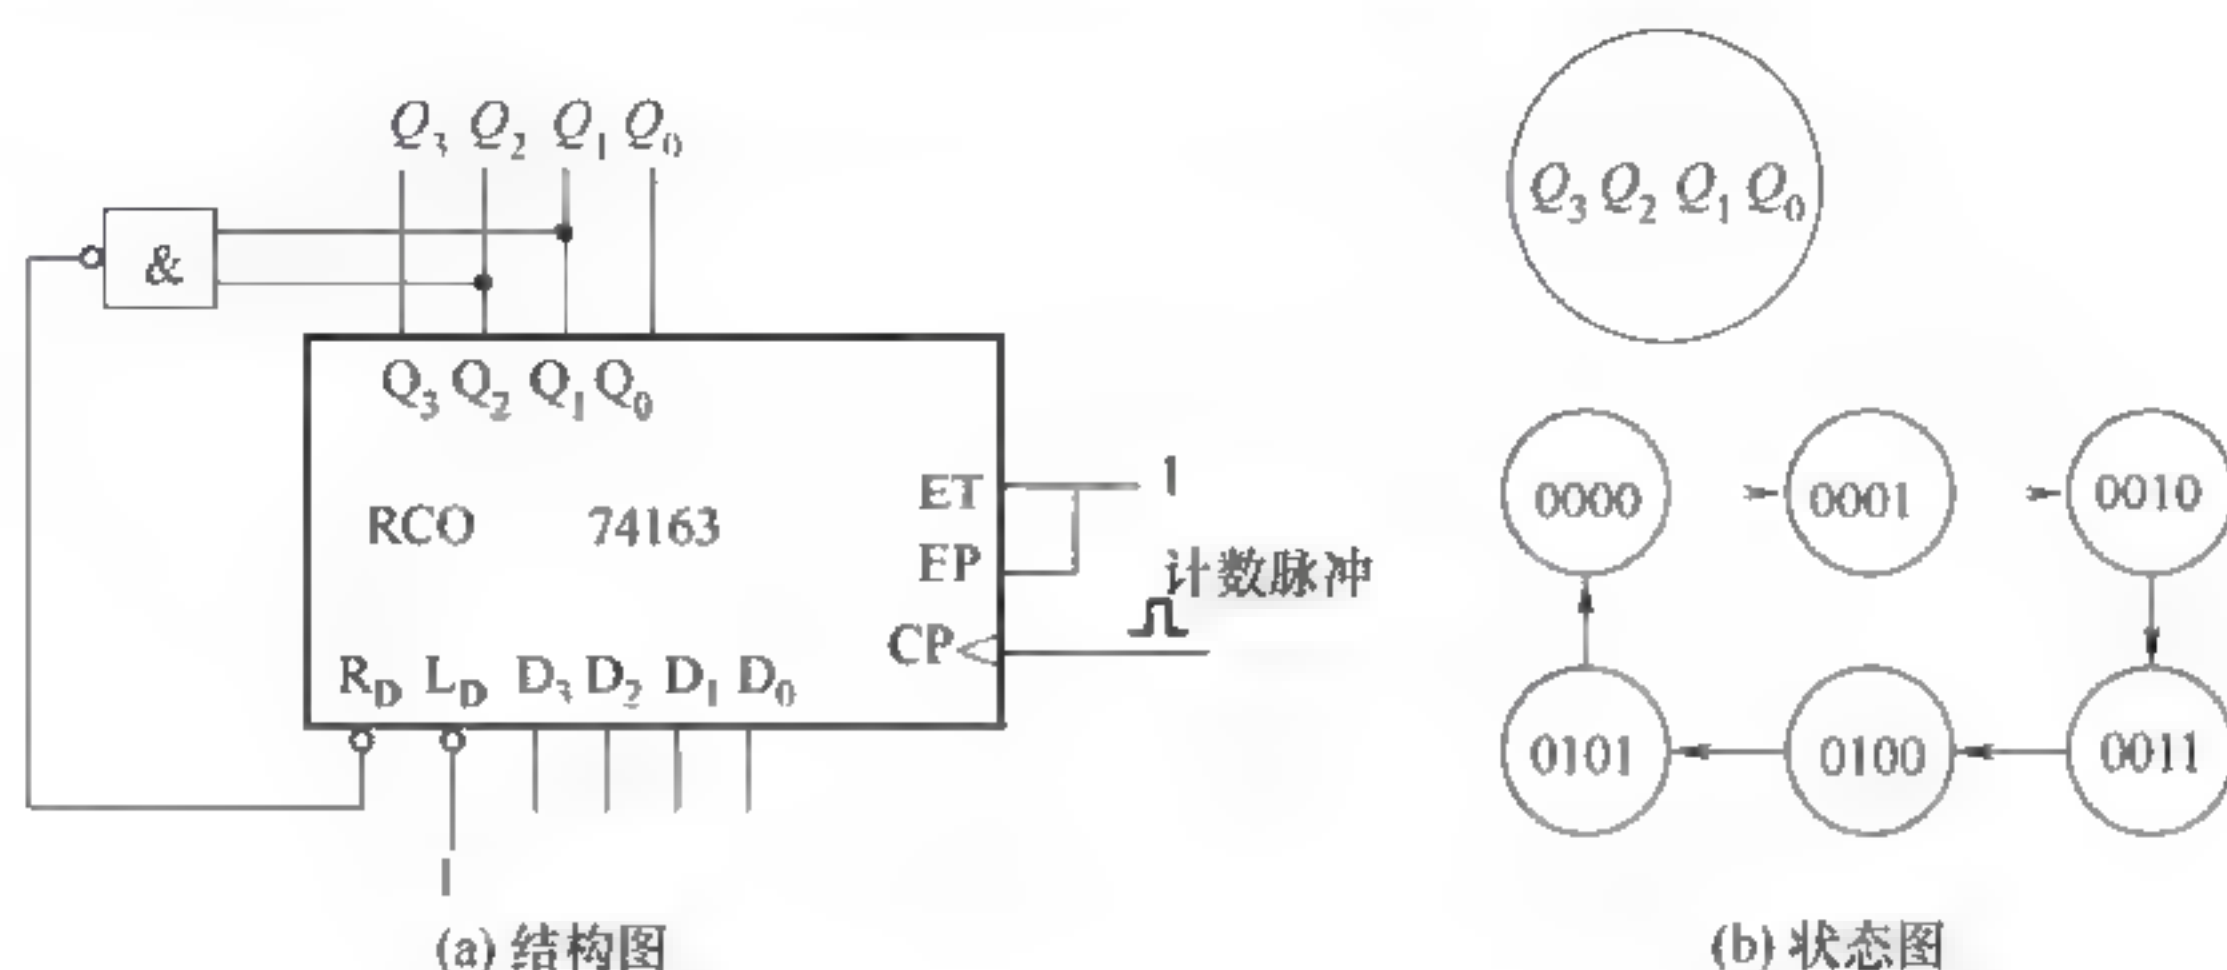 Q₃ Q₂ Q₁ Q₀
&
Q₃ Q₂ Q₁ Q₀
ET 1
RCO 74163
EP
计数脉冲
CP
R_D L_D D₃ D₂ D₁ D₀
1
(a) 结构图
Q₃ Q₂ Q₁ Q₀
0000 0001 0010
0101 0100 0011
(b) 状态图